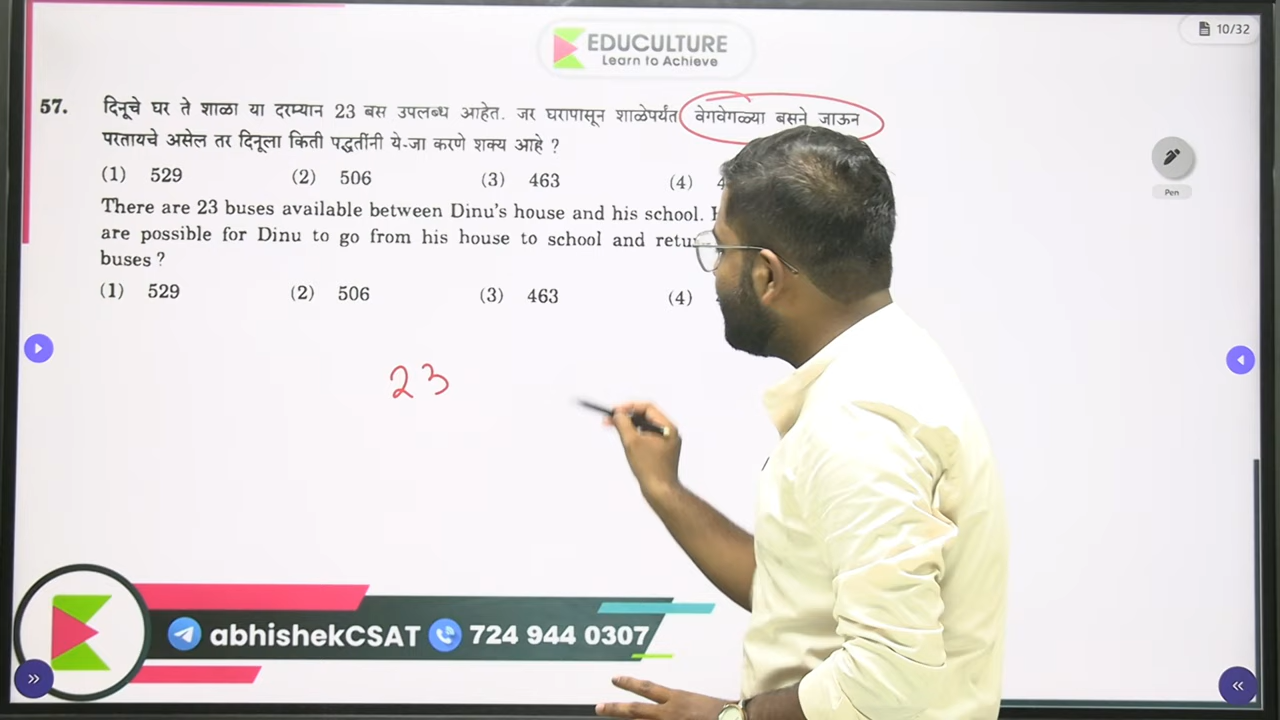 EDUCULTURE
Learn to Achieve
10/32
57. दिनूचे घर ते शाळा या दरम्यान 23 बस उपलब्ध आहेत. जर घरापासून शाळेपर्यंत वेगवेगळ्या बसने जाऊन
परतायचे असेल तर दिनूला किती पद्धतींनी ये-जा करणे शक्य आहे ?
(1) 529 (2) 506 (3) 463 (4)
There are 23 buses available between Dinu's house and his school.
are possible for Dinu to go from his house to school and
buses ?
(1) 529 (2) 506 (3) 463 (4)
Pen
23
abhishekCSAT 724 944 0307